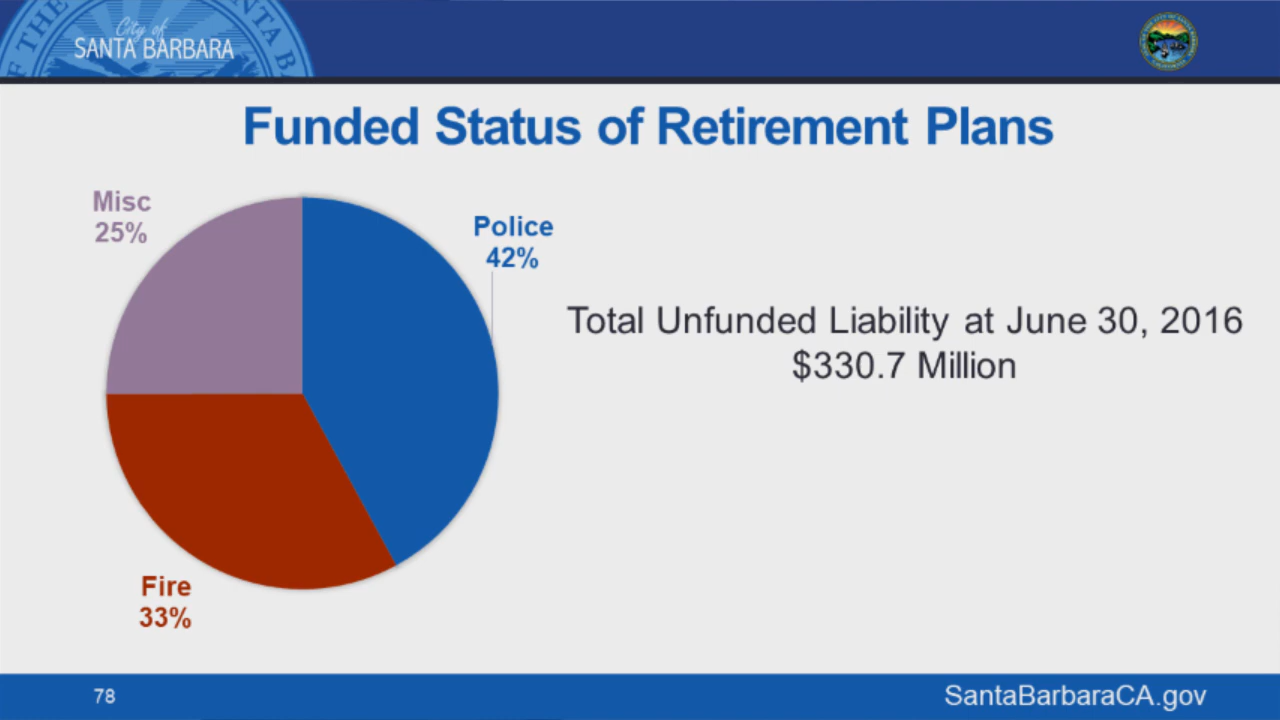 City of
SANTA BARBARA
Funded Status of Retirement Plans
Misc
25%
Police
42%
Total Unfunded Liability at June 30, 2016
$330.7 Million
Fire
33%
78
SantaBarbaraCA.gov